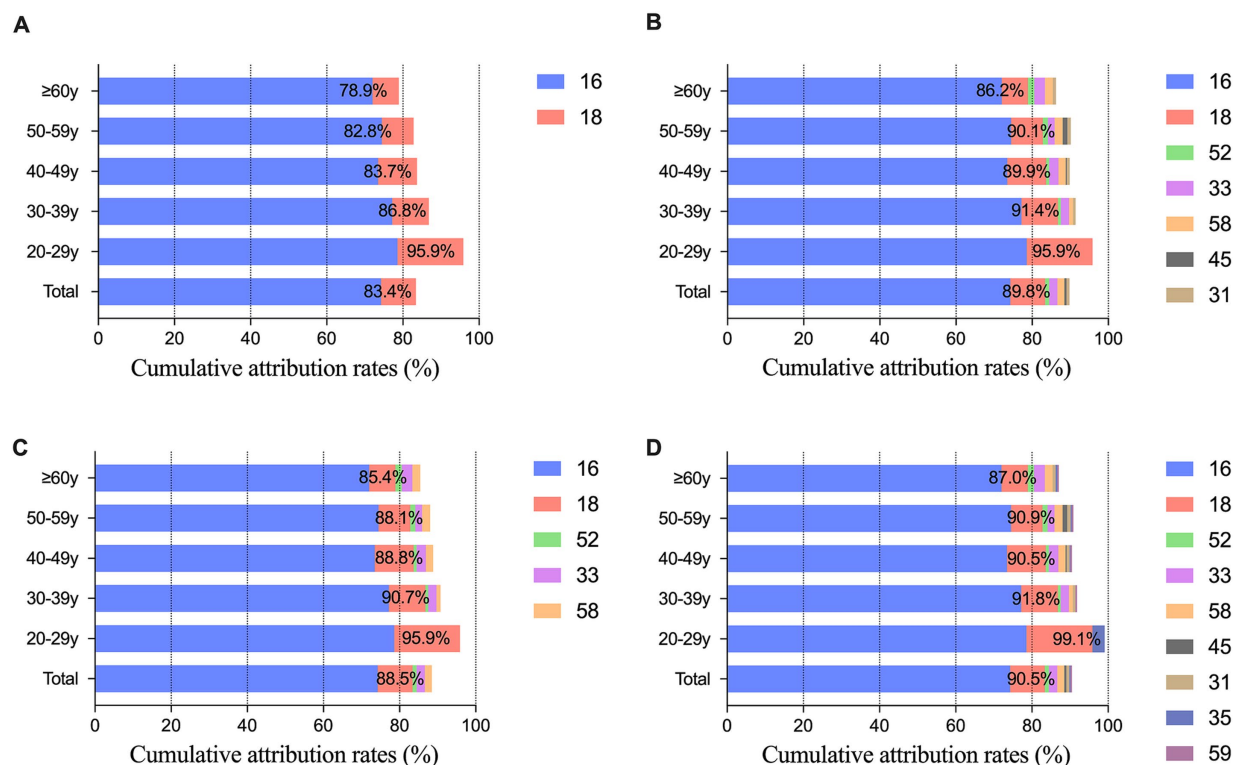 A
≥60y
78.9%
50-59y
82.8%
40-49y
83.7%
30-39y
86.8%
20-29y
95.9%
Total
83.4%
0 20 40 60 80 100
Cumulative attribution rates (%)
16
18
B
≥60y
86.2%
50-59y
90.1%
40-49y
89.9%
30-39y
91.4%
20-29y
95.9%
Total
89.8%
0 20 40 60 80 100
Cumulative attribution rates (%)
16
18
52
33
58
45
31
C
≥60y
85.4%
50-59y
88.1%
40-49y
88.8%
30-39y
90.7%
20-29y
95.9%
Total
88.5%
0 20 40 60 80 100
Cumulative attribution rates (%)
16
18
52
33
58
D
≥60y
87.0%
50-59y
90.9%
40-49y
90.5%
30-39y
91.8%
20-29y
99.1%
Total
90.5%
0 20 40 60 80 100
Cumulative attribution rates (%)
16
18
52
33
58
45
31
35
59